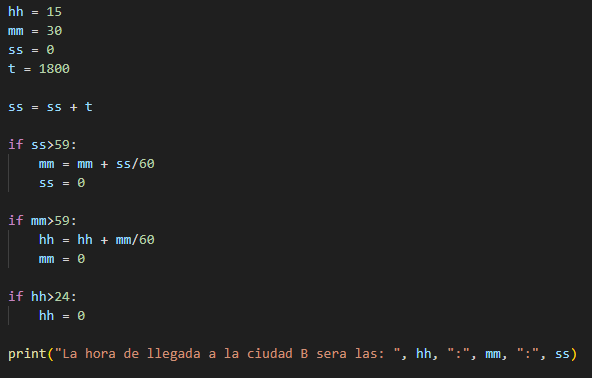 hh = 15
mm = 30
ss = 0
t = 1800

ss = ss + t

if ss>59:
    mm = mm + ss/60
    ss = 0

if mm>59:
    hh = hh + mm/60
    mm = 0

if hh>24:
    hh = 0

print("La hora de llegada a la ciudad B sera las: ", hh, ":", mm, ":", ss)